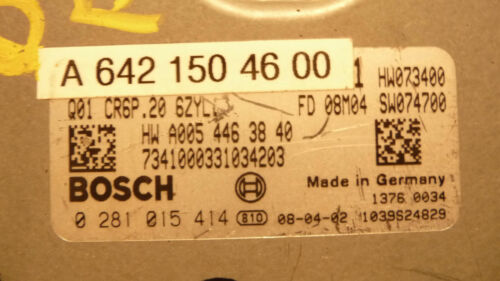 A 642 150 46 00
1 HW073400
Q01 CR6P.20 6ZYL FD 08M04 SW074700
HW A005 446 38 40
7341000331034203
BOSCH
Made in Germany
1376 0034
0 281 015 414 810 08-04-02 1039S24829